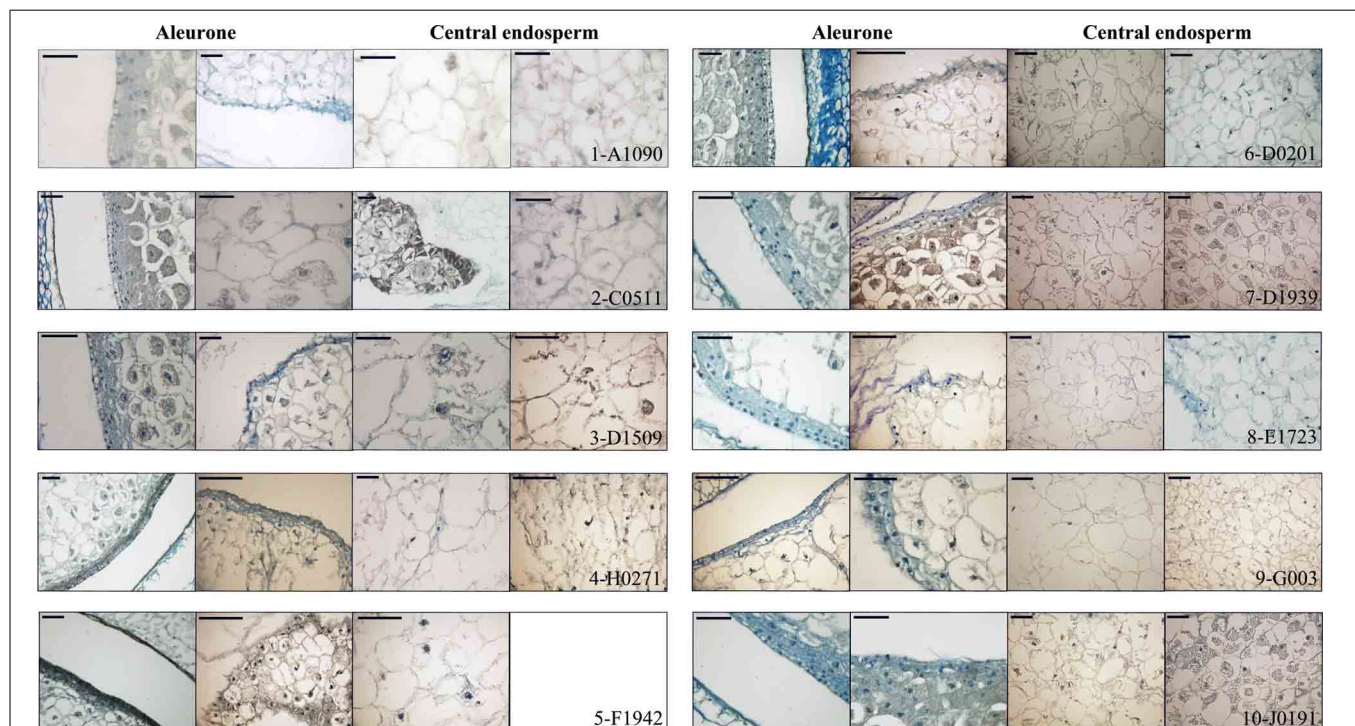 Aleurone Central endosperm Aleurone Central endosperm
1-A1090 6-D0201
2-C0511 7-D1939
3-D1509 8-E1723
4-H0271 9-G003
5-F1942 10-J0191